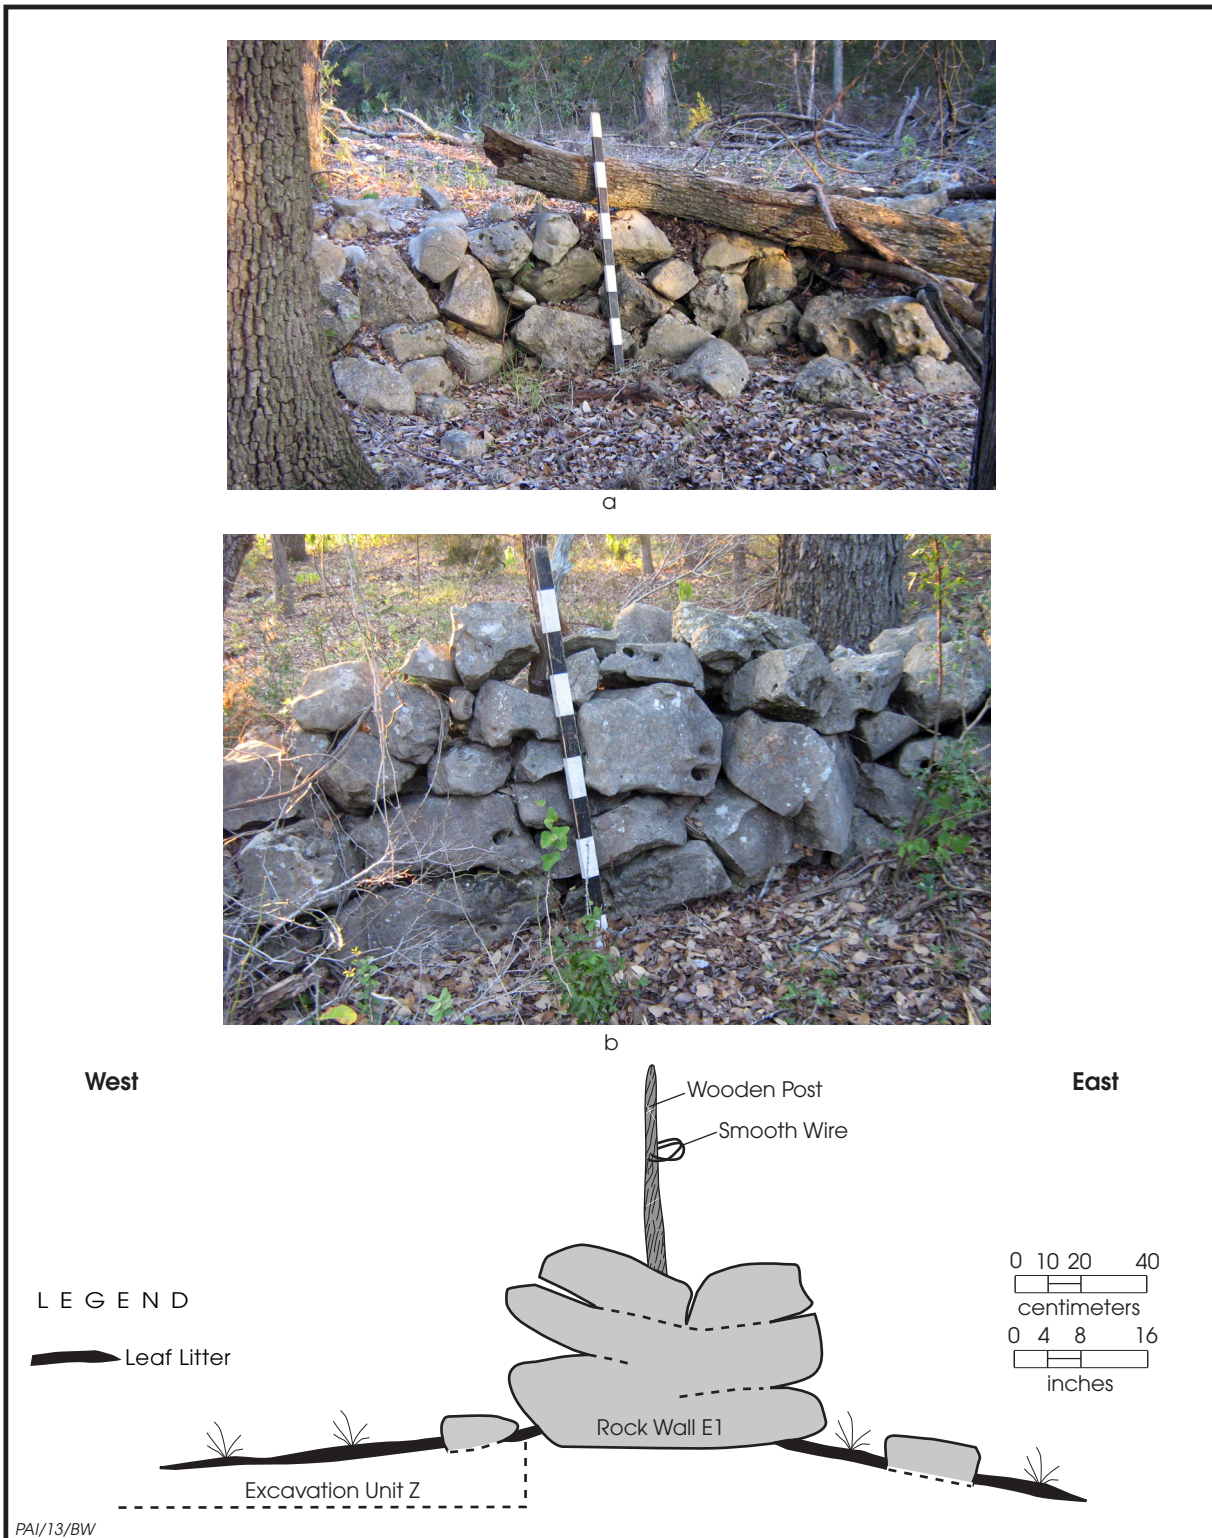 a
b
West
East
Wooden Post
Smooth Wire
0 10 20 40
centimeters
0 4 8 16
inches
LEGEND
Leaf Litter
Rock Wall E1
Excavation Unit Z
PAI/13/BW